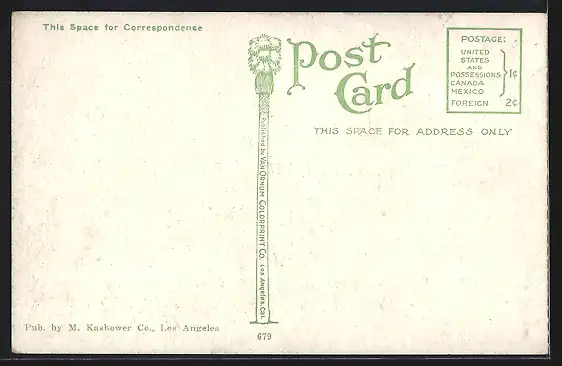 This Space for Correspondence
Post
Card
POSTAGE:
UNITED
STATES
AND
POSSESSIONS
CANADA
MEXICO
1¢
FOREIGN 2¢
THIS SPACE FOR ADDRESS ONLY
Published by VAN ORNUM COLORPRINT CO. LOS ANGELES, CAL.
Pub. by M. Kashower Co., Los Angeles
679